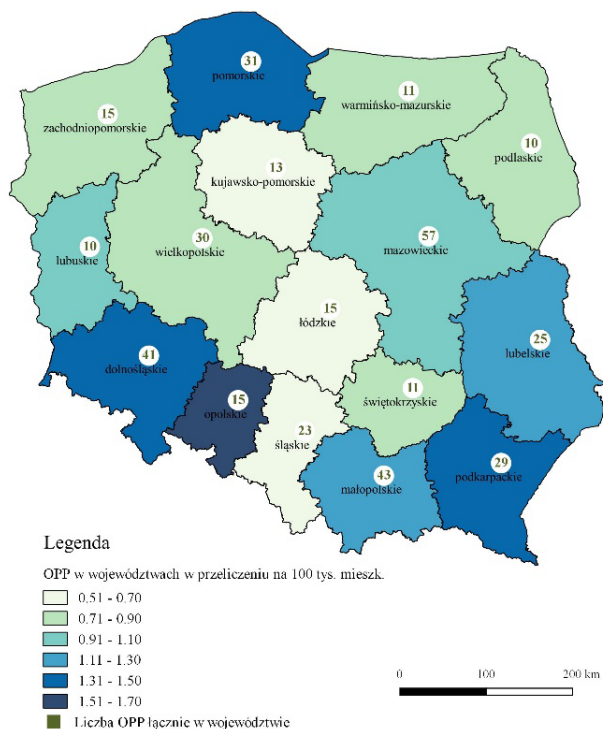 31
pomorskie
11
warmińsko-mazurskie
15
zachodniopomorskie
10
podlaskie
13
kujawsko-pomorskie
57
mazowieckie
30
wielkopolskie
10
lubuskie
15
łódzkie
25
lubelskie
41
dolnośląskie
15
opolskie
11
świętokrzyskie
23
śląskie
43
małopolskie
29
podkarpackie
Legenda
OPP w województwach w przeliczeniu na 100 tys. mieszk.
0.51 - 0.70
0.71 - 0.90
0.91 - 1.10
1.11 - 1.30
1.31 - 1.50
1.51 - 1.70
Liczba OPP łącznie w województwie
0 100 200 km